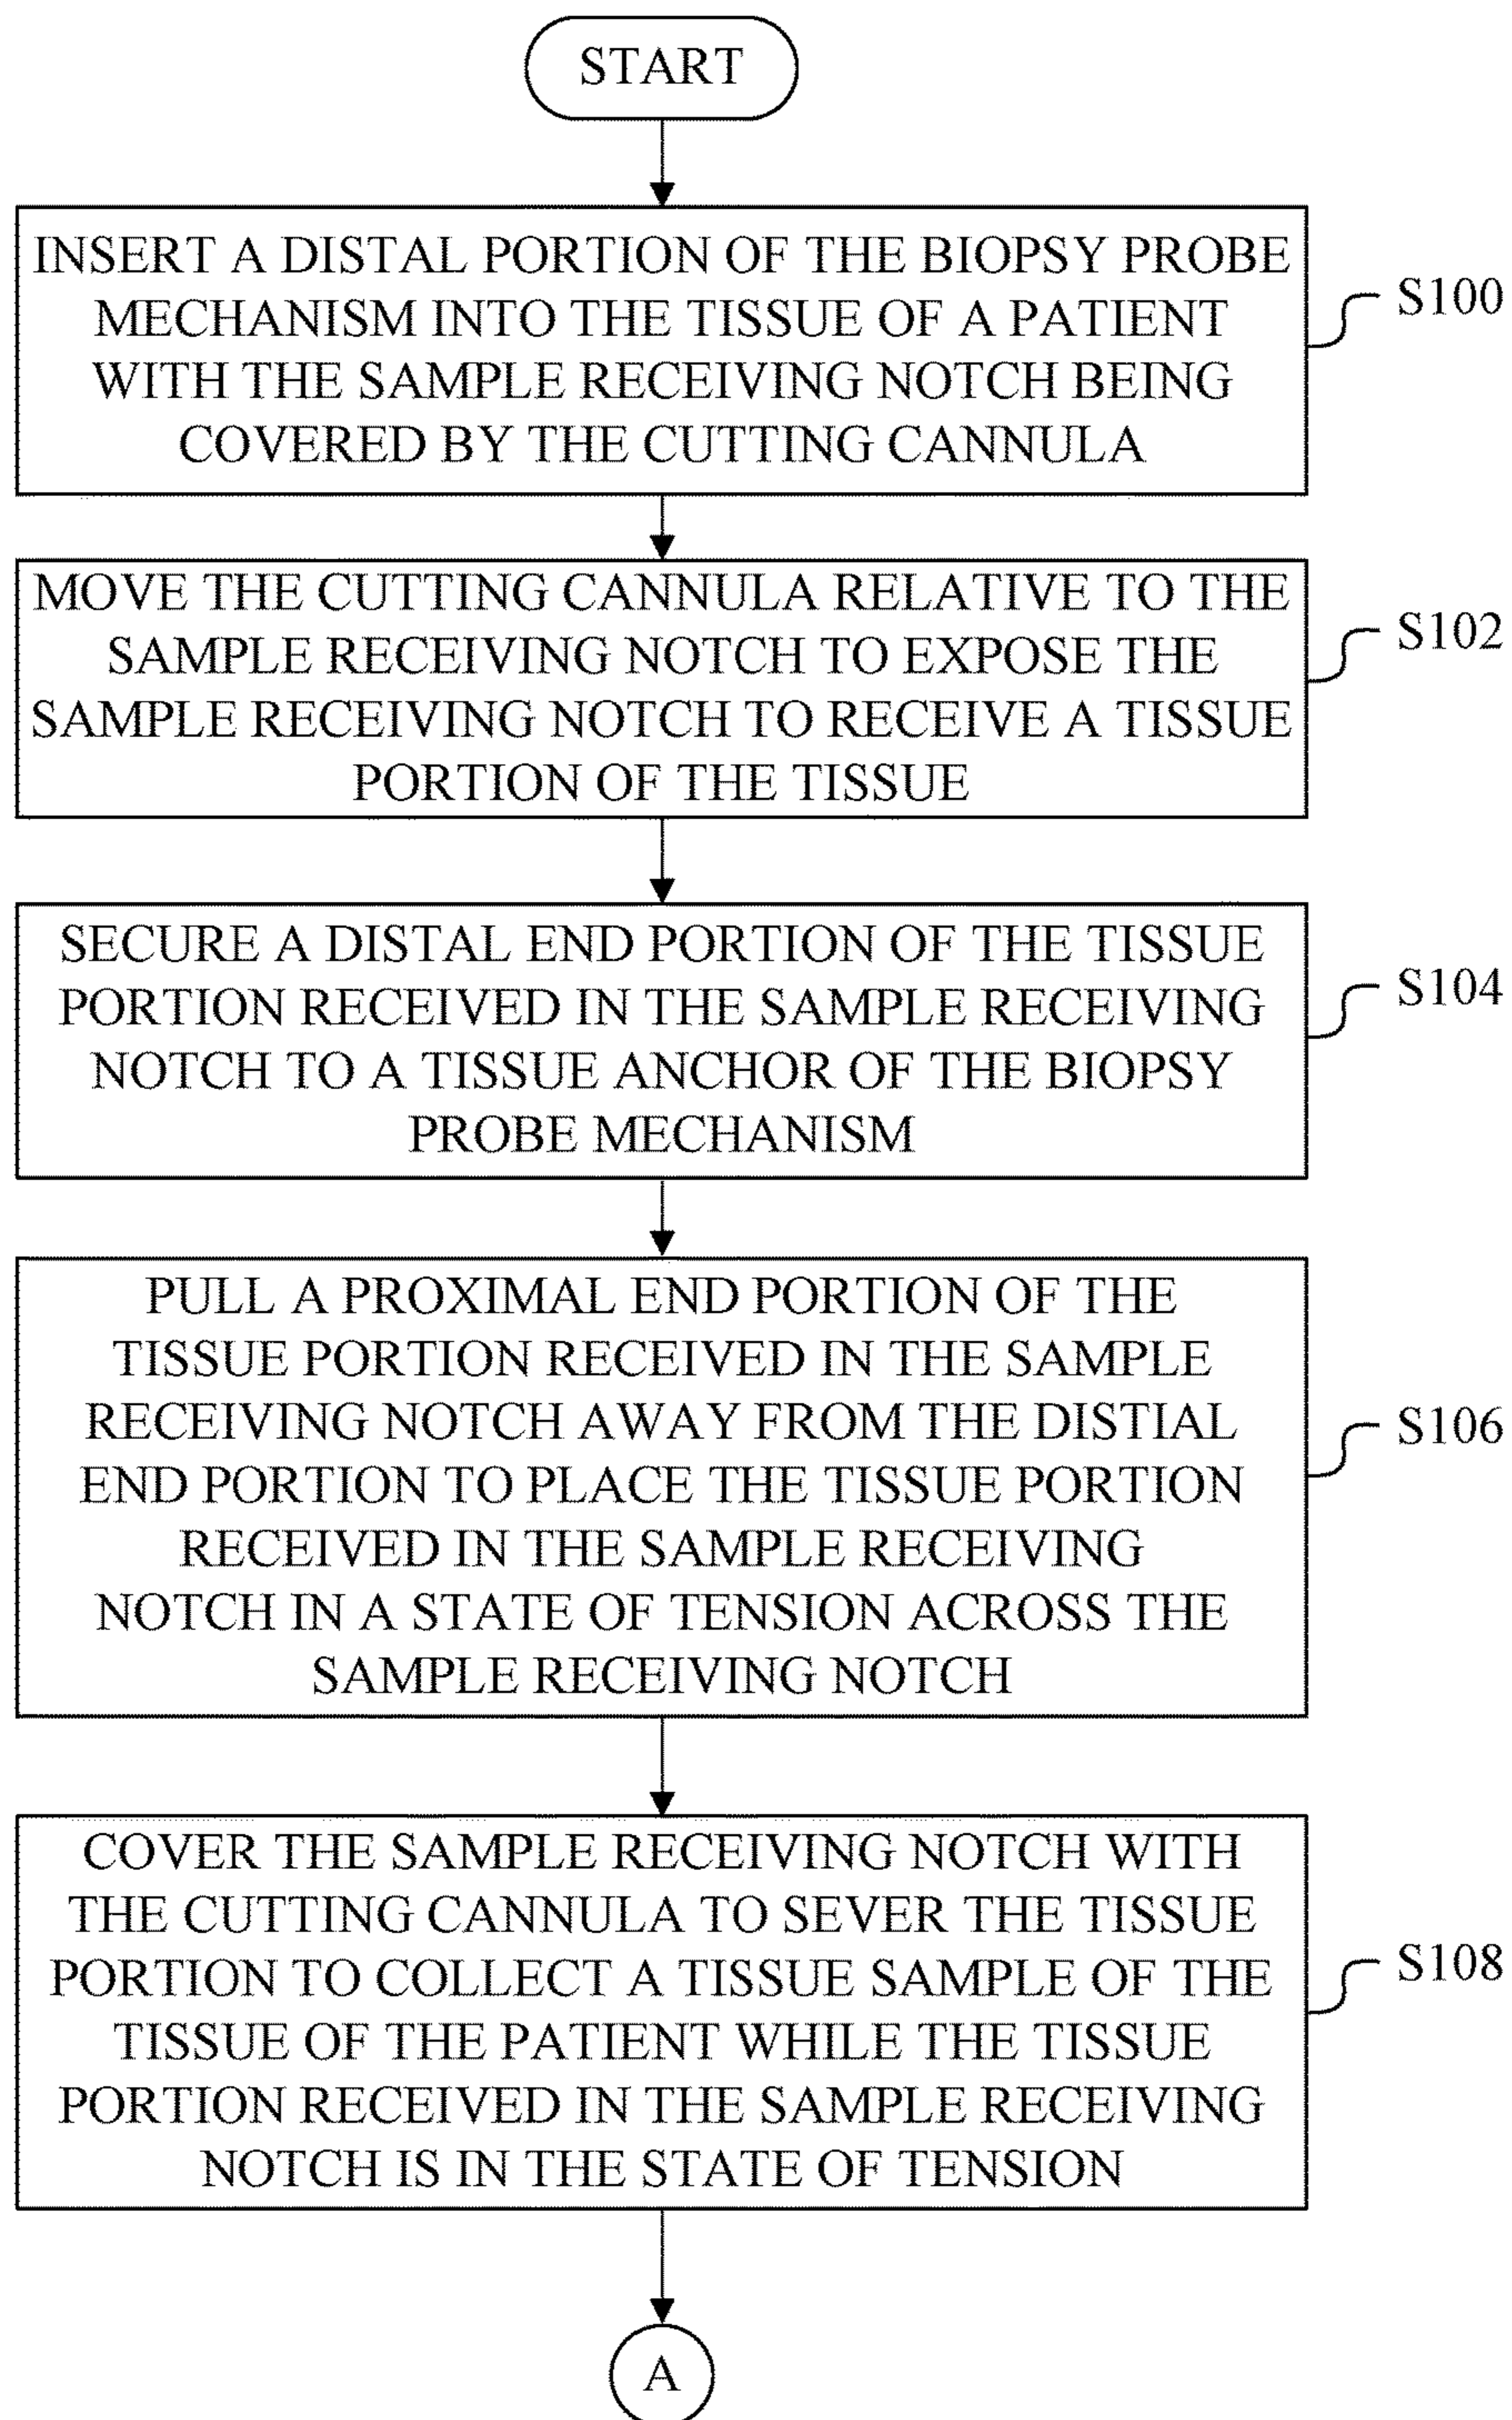 START
INSERT A DISTAL PORTION OF THE BIOPSY PROBE
MECHANISM INTO THE TISSUE OF A PATIENT
WITH THE SAMPLE RECEIVING NOTCH BEING
COVERED BY THE CUTTING CANNULA
S100
MOVE THE CUTTING CANNULA RELATIVE TO THE
SAMPLE RECEIVING NOTCH TO EXPOSE THE
SAMPLE RECEIVING NOTCH TO RECEIVE A TISSUE
PORTION OF THE TISSUE
S102
SECURE A DISTAL END PORTION OF THE TISSUE
PORTION RECEIVED IN THE SAMPLE RECEIVING
NOTCH TO A TISSUE ANCHOR OF THE BIOPSY
PROBE MECHANISM
S104
PULL A PROXIMAL END PORTION OF THE
TISSUE PORTION RECEIVED IN THE SAMPLE
RECEIVING NOTCH AWAY FROM THE DISTIAL
END PORTION TO PLACE THE TISSUE PORTION
RECEIVED IN THE SAMPLE RECEIVING
NOTCH IN A STATE OF TENSION ACROSS THE
SAMPLE RECEIVING NOTCH
S106
COVER THE SAMPLE RECEIVING NOTCH WITH
THE CUTTING CANNULA TO SEVER THE TISSUE
PORTION TO COLLECT A TISSUE SAMPLE OF THE
TISSUE OF THE PATIENT WHILE THE TISSUE
PORTION RECEIVED IN THE SAMPLE RECEIVING
NOTCH IS IN THE STATE OF TENSION
S108
A